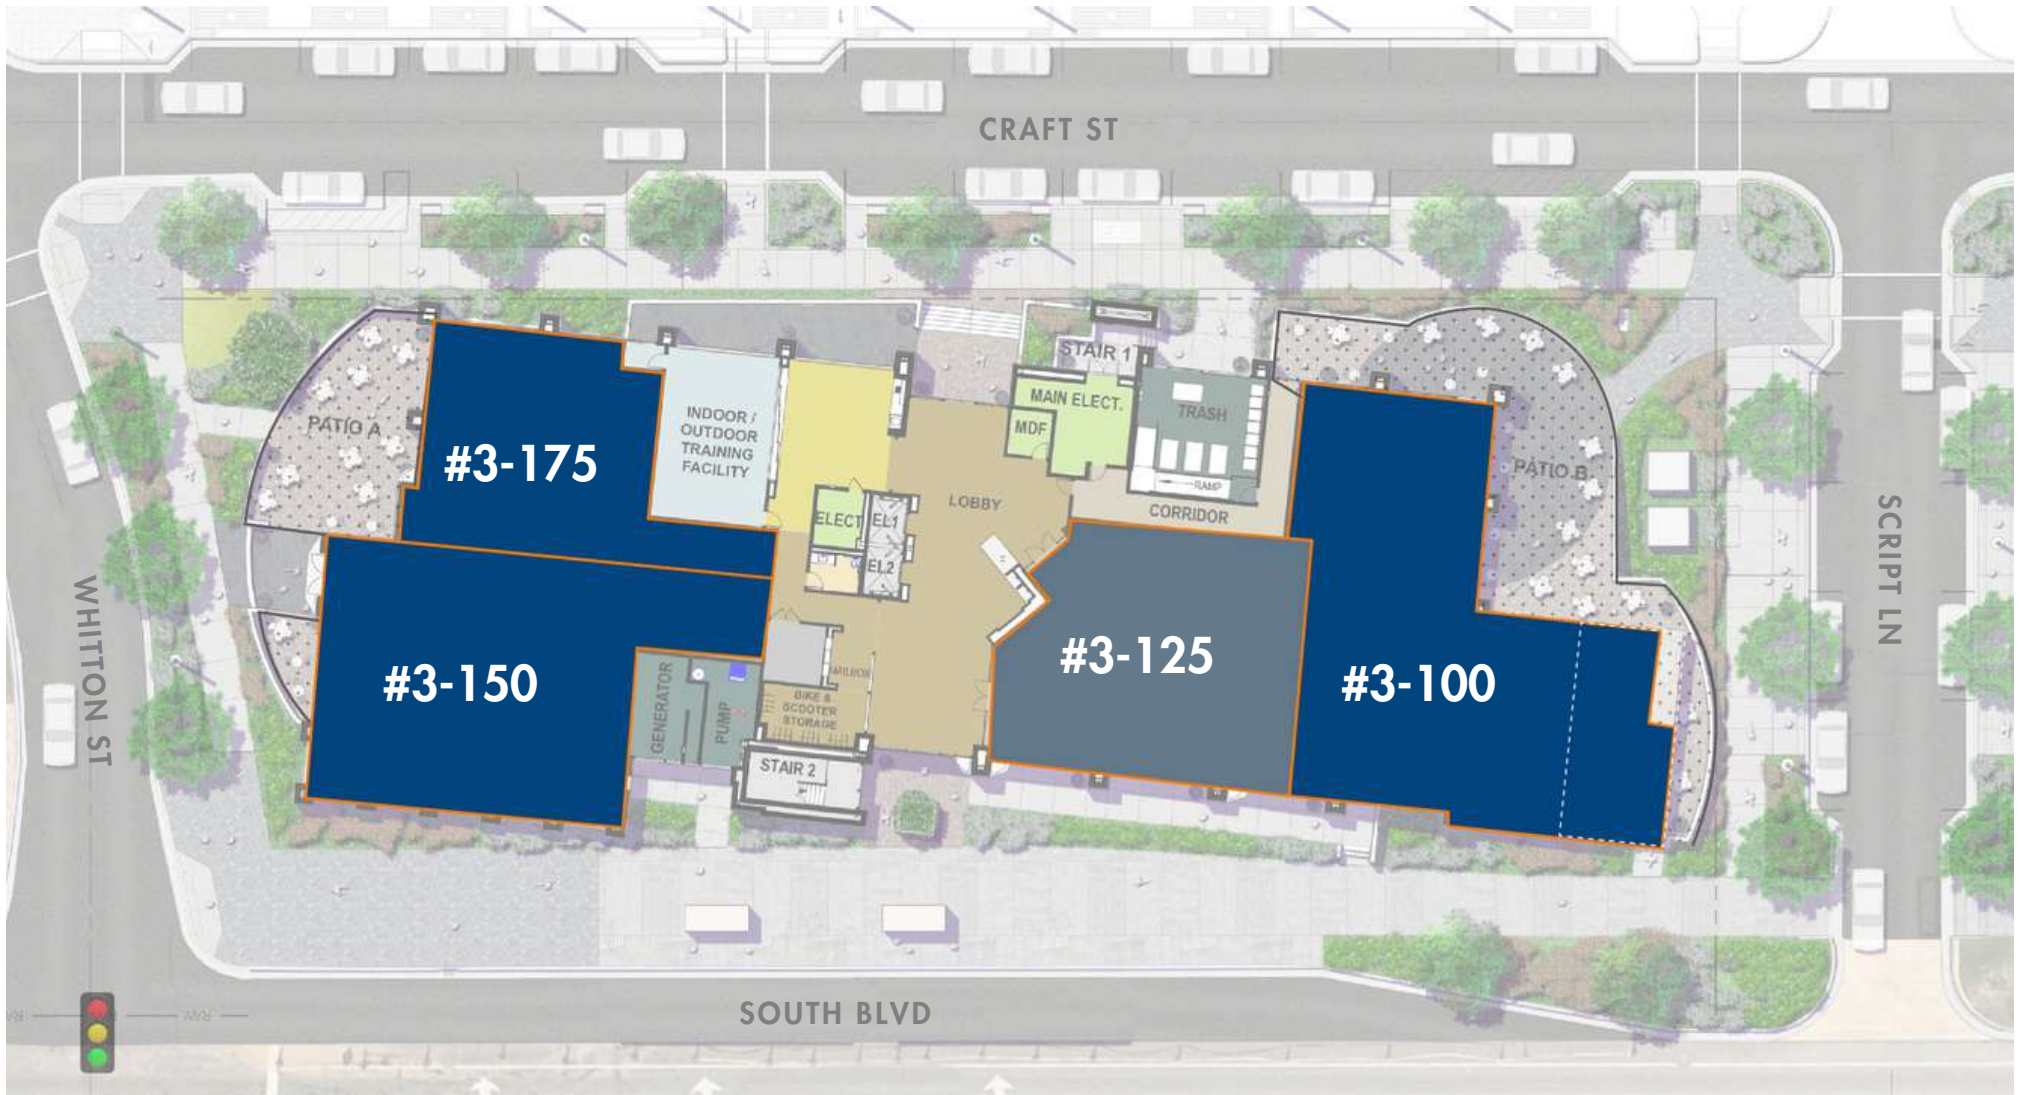 CRAFT ST
STAIR 1
MAIN ELECT.
MDF
TRASH
RAMP
CORRIDOR
PATIO A
#3-175
INDOOR /
OUTDOOR
TRAINING
FACILITY
ELECT
EL1
EL2
LOBBY
PATIO B
SCRIPT LN
WHITTON ST
#3-150
#3-125
#3-100
GENERATOR
PUMP
BIKE &
SCOOTER
STORAGE
STAIR 2
SOUTH BLVD